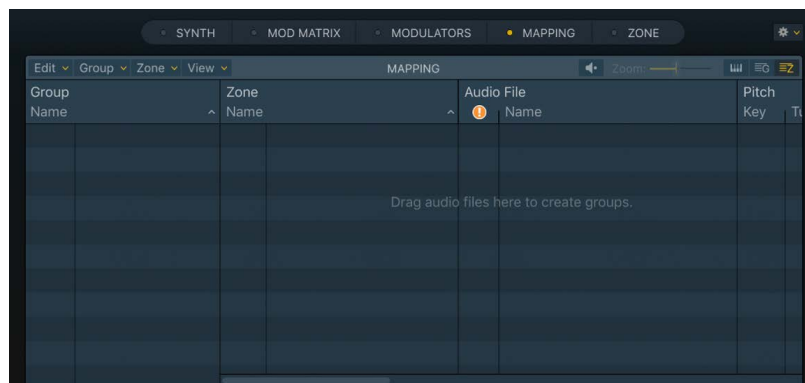 SYNTH MOD MATRIX MODULATORS MAPPING ZONE
Edit Group Zone View MAPPING Zoom: G Z
Group Zone Audio File Pitch
Name Name Name Key Tu
Drag audio files here to create groups.